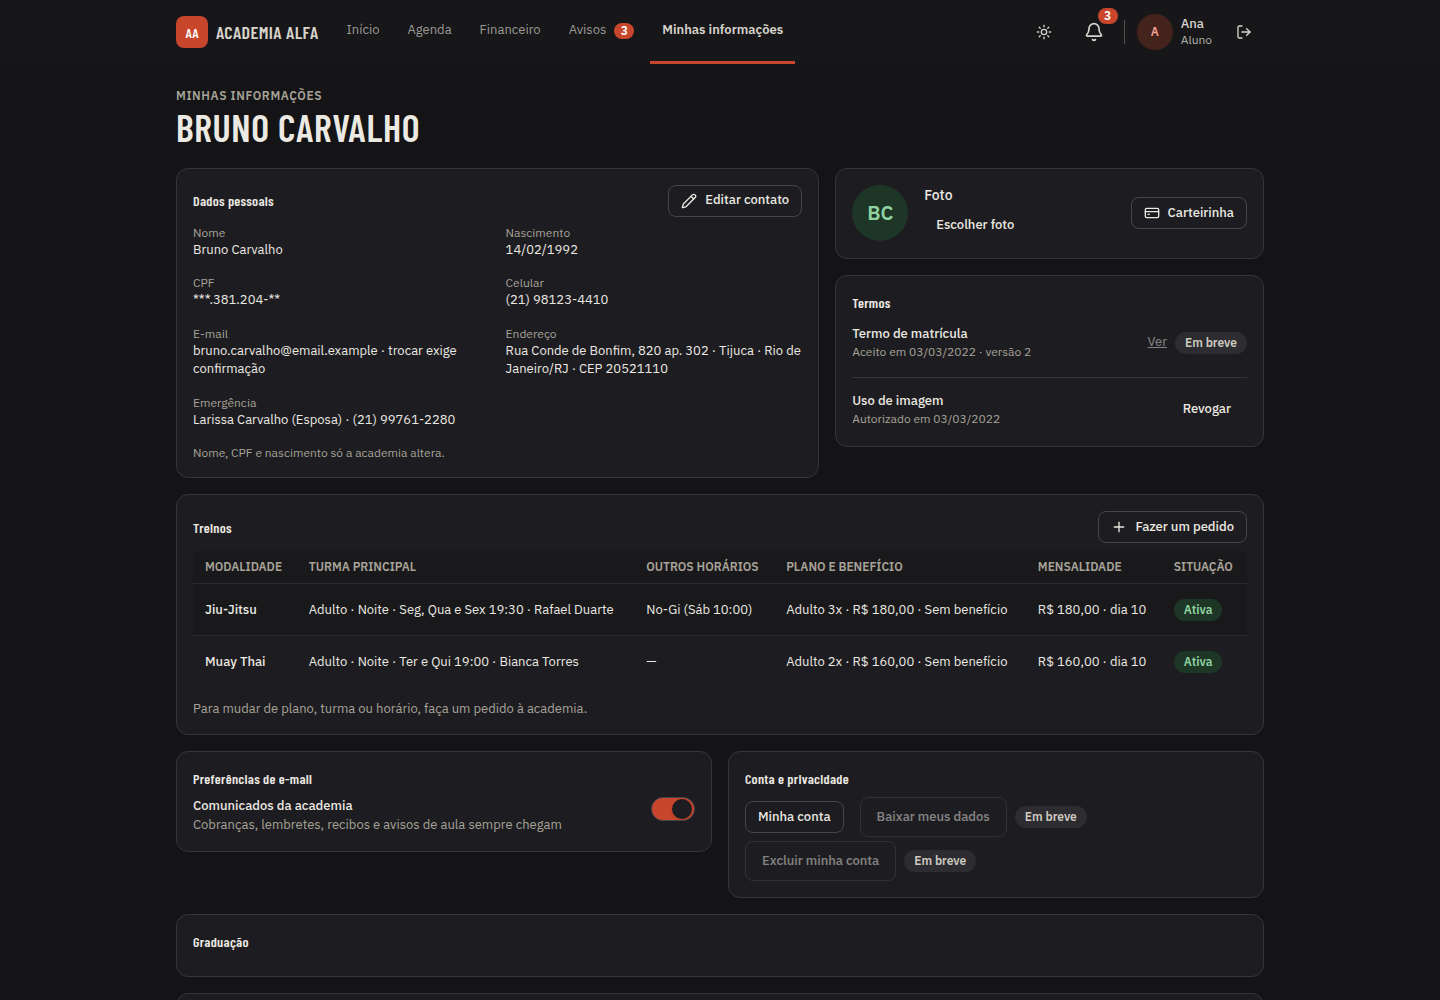 AA ACADEMIA ALFA Início Agenda Financeiro Avisos 3 Minhas informações 3 A Ana
Aluno
MINHAS INFORMAÇÕES
BRUNO CARVALHO
Dados pessoais Editar contato
Nome Nascimento
Bruno Carvalho 14/02/1992
CPF Celular
***.381.204-** (21) 98123-4410
E-mail Endereço
bruno.carvalho@email.example · trocar exige Rua Conde de Bonfim, 820 ap. 302 · Tijuca · Rio de
confirmação Janeiro/RJ · CEP 20521110
Emergência
Larissa Carvalho (Esposa) · (21) 99761-2280
Nome, CPF e nascimento só a academia altera.
BC Foto
Escolher foto
Carteirinha
Termos
Termo de matrícula
Aceito em 03/03/2022 · versão 2
Ver Em breve
Uso de imagem
Autorizado em 03/03/2022
Revogar
Treinos Fazer um pedido
MODALIDADE TURMA PRINCIPAL OUTROS HORÁRIOS PLANO E BENEFÍCIO MENSALIDADE SITUAÇÃO
Jiu-Jitsu Adulto · Noite · Seg, Qua e Sex 19:30 · Rafael Duarte No-Gi (Sáb 10:00) Adulto 3x · R$ 180,00 · Sem benefício R$ 180,00 · dia 10 Ativa
Muay Thai Adulto · Noite · Ter e Qui 19:00 · Bianca Torres — Adulto 2x · R$ 160,00 · Sem benefício R$ 160,00 · dia 10 Ativa
Para mudar de plano, turma ou horário, faça um pedido à academia.
Preferências de e-mail
Comunicados da academia
Cobranças, lembretes, recibos e avisos de aula sempre chegam
Conta e privacidade
Minha conta Baixar meus dados Em breve
Excluir minha conta Em breve
Graduação